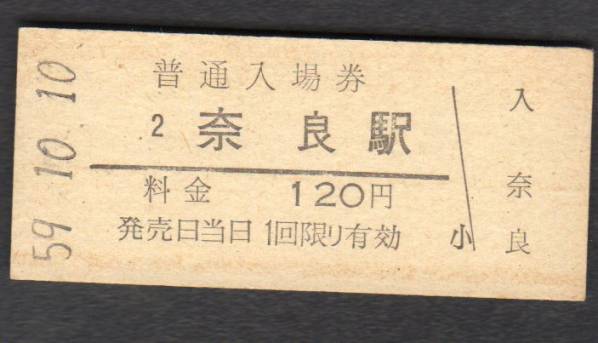 59.10.10
普通入場券
2 奈良駅
料金 120円
発売日当日1回限り有効
小
入
奈
良